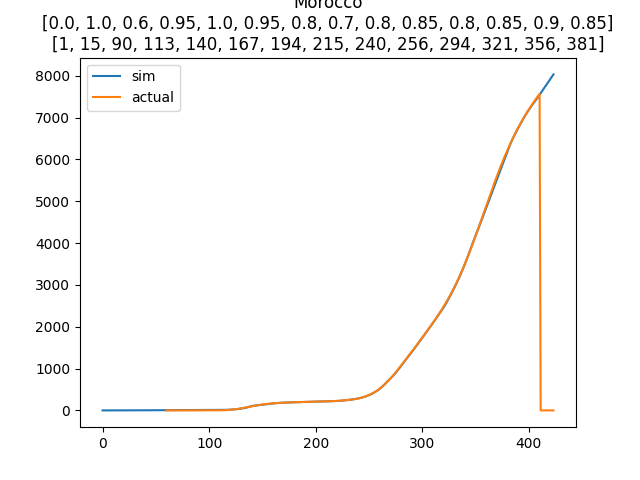 Morocco
[0.0, 1.0, 0.6, 0.95, 1.0, 0.95, 0.8, 0.7, 0.8, 0.85, 0.8, 0.85, 0.9, 0.85]
[1, 15, 90, 113, 140, 167, 194, 215, 240, 256, 294, 321, 356, 381]
sim
actual
8000
7000
6000
5000
4000
3000
2000
1000
0
0 100 200 300 400